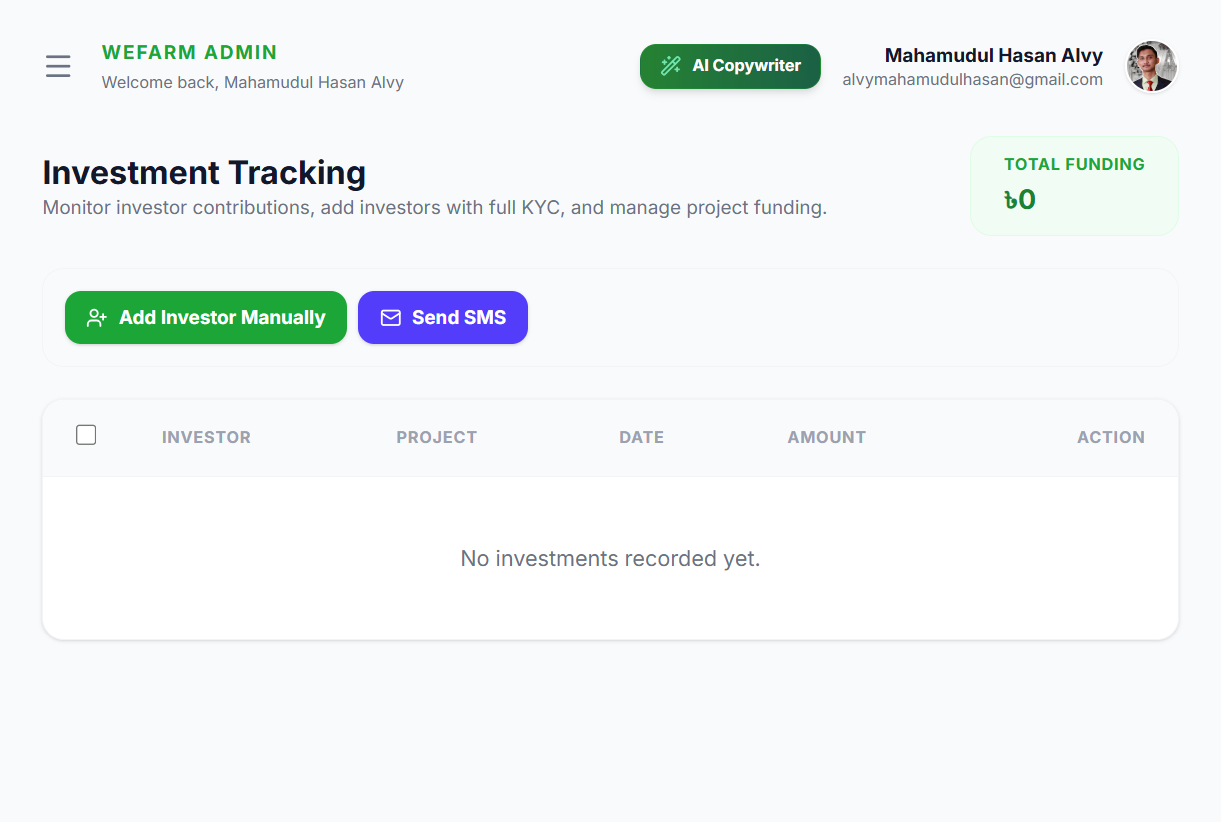 WEFARM ADMIN
Welcome back, Mahamudul Hasan Alvy
AI Copywriter
Mahamudul Hasan Alvy
alvymahamudulhasan@gmail.com
Investment Tracking
Monitor investor contributions, add investors with full KYC, and manage project funding.
TOTAL FUNDING
৳0
Add Investor Manually
Send SMS
INVESTOR PROJECT DATE AMOUNT ACTION
No investments recorded yet.